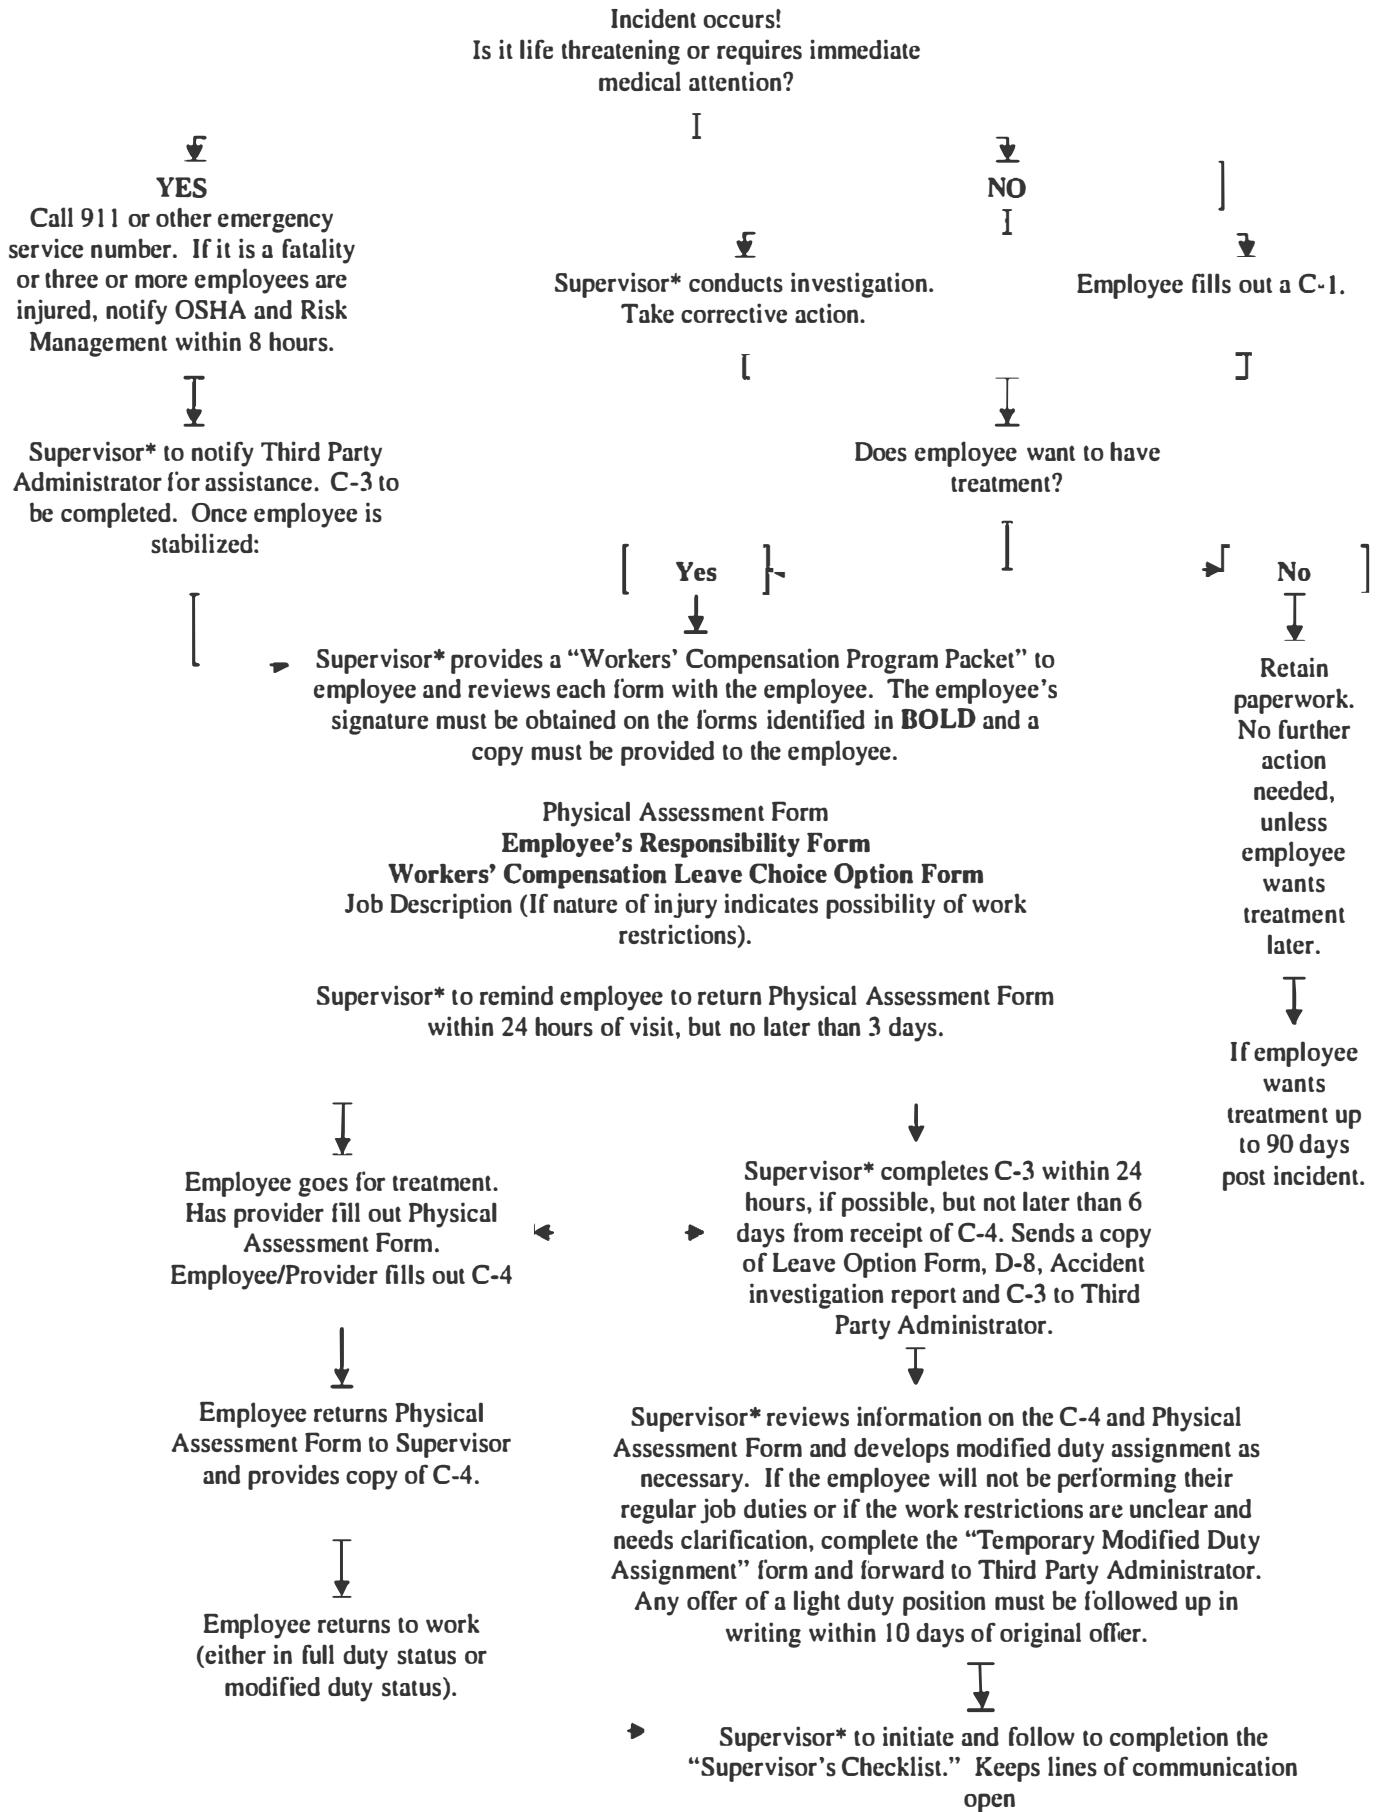 Incident occurs!
Is it life threatening or requires immediate
medical attention?
YES
Call 911 or other emergency
service number. If it is a fatality
or three or more employees are
injured, notify OSHA and Risk
Management within 8 hours.
NO
Supervisor* conducts investigation.
Take corrective action.
Employee fills out a C-1.
Supervisor* to notify Third Party
Administrator for assistance. C-3 to
be completed. Once employee is
stabilized:
Does employee want to have
treatment?
Yes
No
Supervisor* provides a “Workers’ Compensation Program Packet” to
employee and reviews each form with the employee. The employee’s
signature must be obtained on the forms identified in BOLD and a
copy must be provided to the employee.
Physical Assessment Form
Employee’s Responsibility Form
Workers’ Compensation Leave Choice Option Form
Job Description (If nature of injury indicates possibility of work
restrictions).
Supervisor* to remind employee to return Physical Assessment Form
within 24 hours of visit, but no later than 3 days.
Retain
paperwork.
No further
action
needed,
unless
employee
wants
treatment
later.
If employee
wants
treatment up
to 90 days
post incident.
Employee goes for treatment.
Has provider fill out Physical
Assessment Form.
Employee/Provider fills out C-4
Supervisor* completes C-3 within 24
hours, if possible, but not later than 6
days from receipt of C-4. Sends a copy
of Leave Option Form, D-8, Accident
investigation report and C-3 to Third
Party Administrator.
Employee returns Physical
Assessment Form to Supervisor
and provides copy of C-4.
Supervisor* reviews information on the C-4 and Physical
Assessment Form and develops modified duty assignment as
necessary. If the employee will not be performing their
regular job duties or if the work restrictions are unclear and
needs clarification, complete the “Temporary Modified Duty
Assignment” form and forward to Third Party Administrator.
Any offer of a light duty position must be followed up in
writing within 10 days of original offer.
Employee returns to work
(either in full duty status or
modified duty status).
Supervisor* to initiate and follow to completion the
“Supervisor’s Checklist.” Keeps lines of communication
open